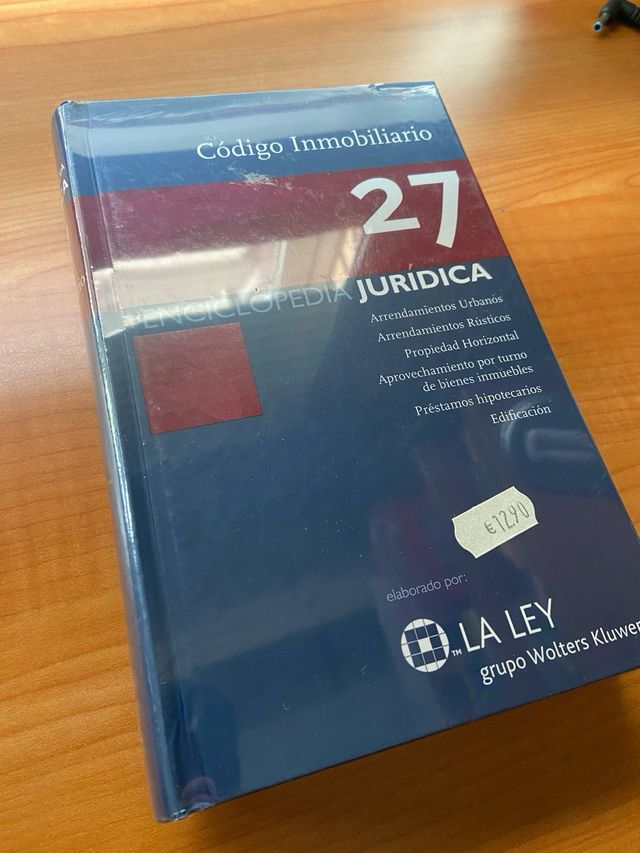 Código Inmobiliario
27
ENCICLOPEDIA JURÍDICA
Arrendamientos Urbanos
Arrendamientos Rústicos
Propiedad Horizontal
Aprovechamiento por turno
de bienes inmuebles
Préstamos hipotecarios
Edificación
€12,90
elaborado por:
TM LA LEY
grupo Wolters Kluwer